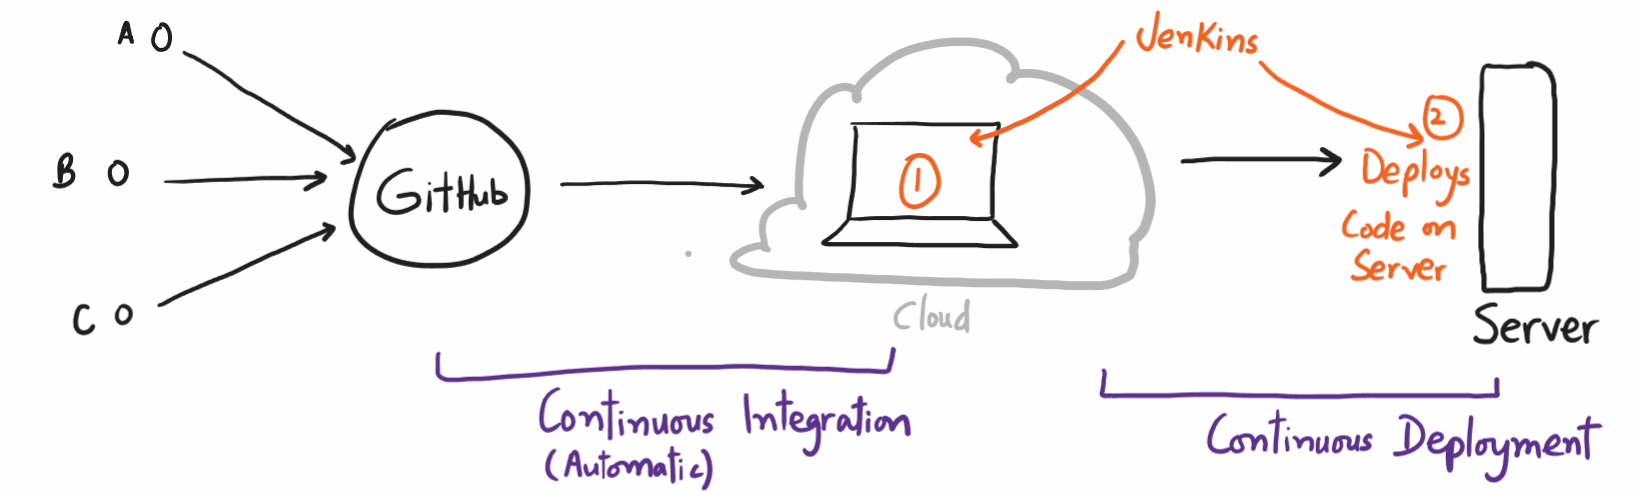 A O
B O
C O
GitHub
1
Cloud
Jenkins
2
Deploys
Code on
Server
Server
Continuous Integration
(Automatic)
Continuous Deployment